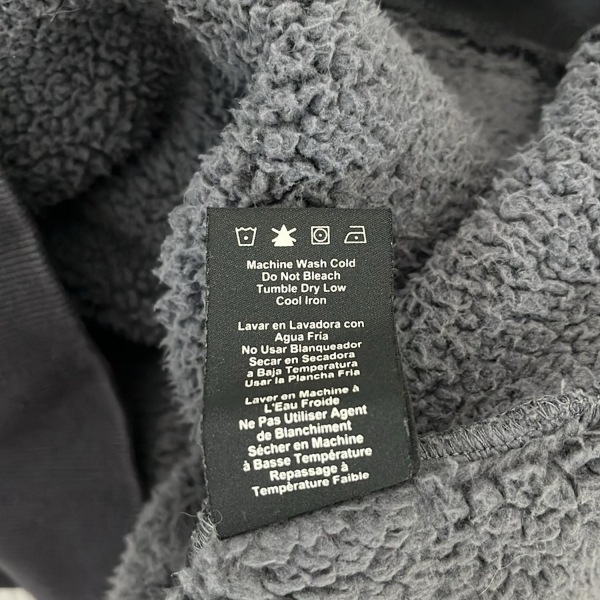 Machine Wash Cold
Do Not Bleach
Tumble Dry Low
Cool Iron
Lavar en Lavadora con
Agua Fría
No Usar Blanqueador
Secar en Secadora
a Baja Temperatura
Usar la Plancha Fria
Laver en Machine à
L'Eau Froide
Ne Pas Utiliser Agent
de Blanchiment
Sécher en Machine
à Basse Température
Repassage à
Température Faible